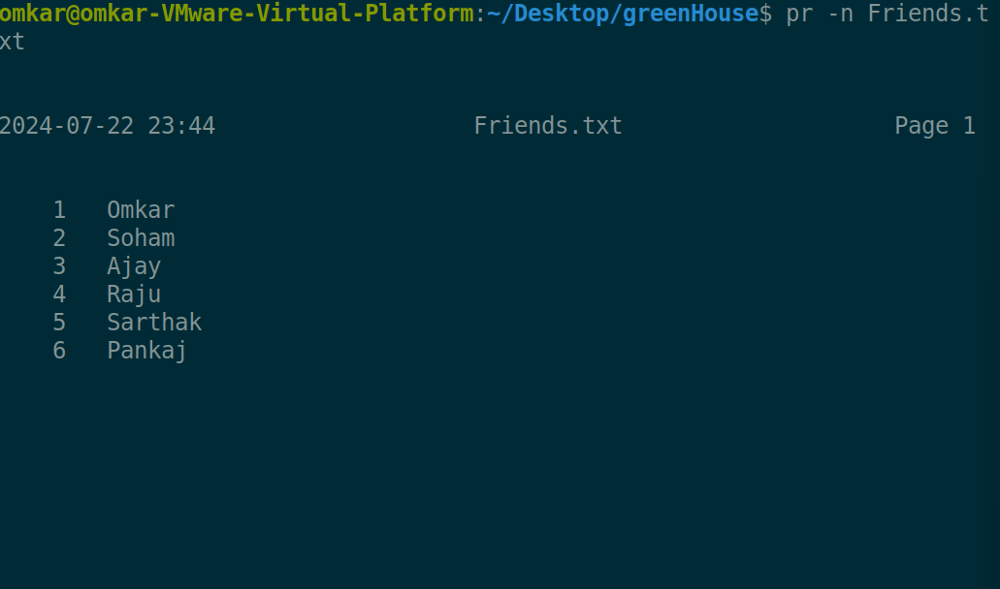 omkar@omkar-VMware-Virtual-Platform:~/Desktop/greenHouse$ pr -n Friends.t
xt
2024-07-22 23:44 Friends.txt Page 1
1 Omkar
2 Soham
3 Ajay
4 Raju
5 Sarthak
6 Pankaj